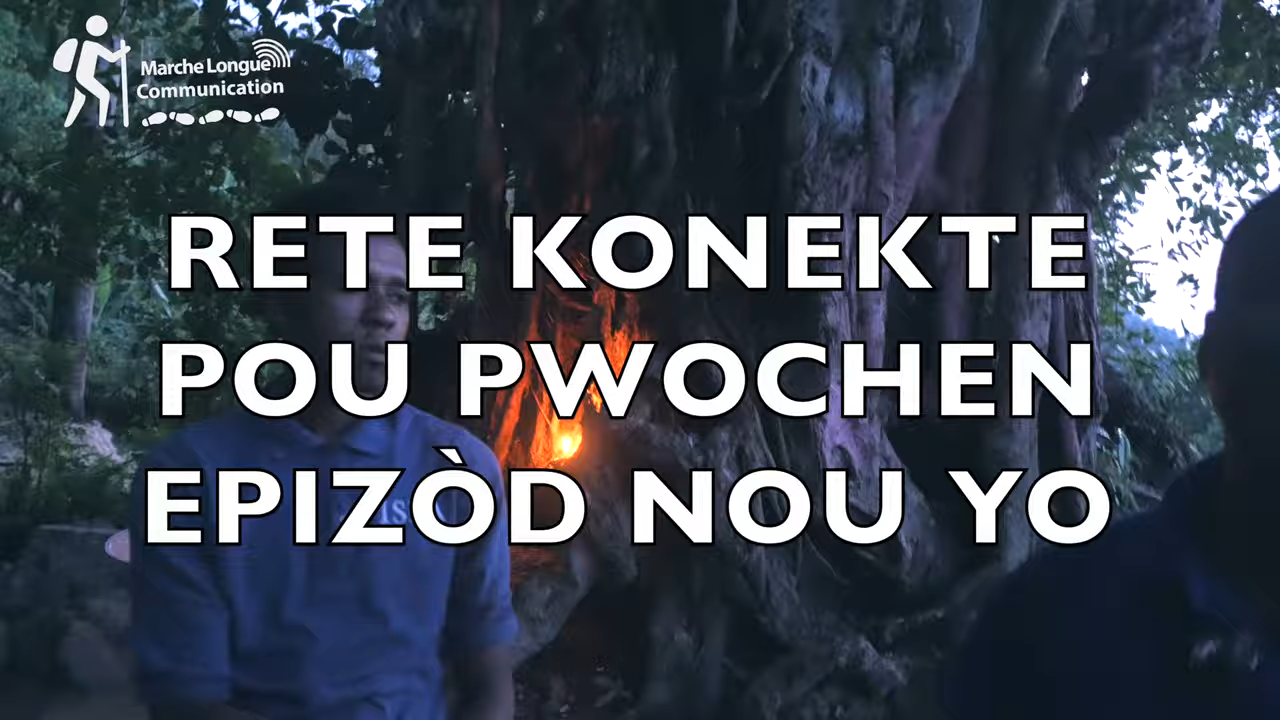 Marche Longue
Communication
RETE KONEKTE
POU PWOCHEN
EPIZÒD NOU YO